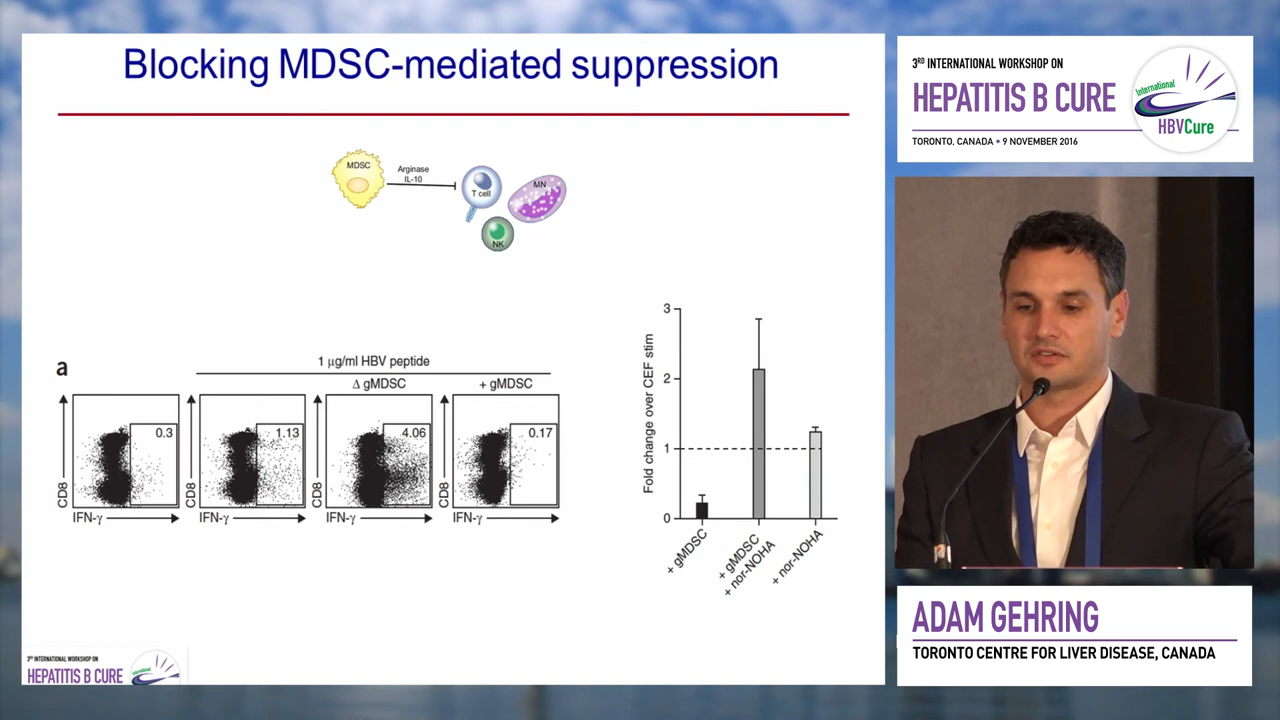 Blocking MDSC-mediated suppression
MDSC
Arginase
IL-10
T cell
MN
NK
a
1 µg/ml HBV peptide
Δ gMDSC
+ gMDSC
0.3
1.13
4.06
0.17
CD8
CD8
CD8
CD8
IFN-γ
IFN-γ
IFN-γ
IFN-γ
Fold change over CEF stim
3
2
1
0
+ gMDSC
+ gMDSC
+ nor-NOHA
+ nor-NOHA
3RD INTERNATIONAL WORKSHOP ON
HEPATITIS B CURE
International
HBVCure
3RD INTERNATIONAL WORKSHOP ON
HEPATITIS B CURE
International
HBVCure
TORONTO, CANADA • 9 NOVEMBER 2016
ADAM GEHRING
TORONTO CENTRE FOR LIVER DISEASE, CANADA